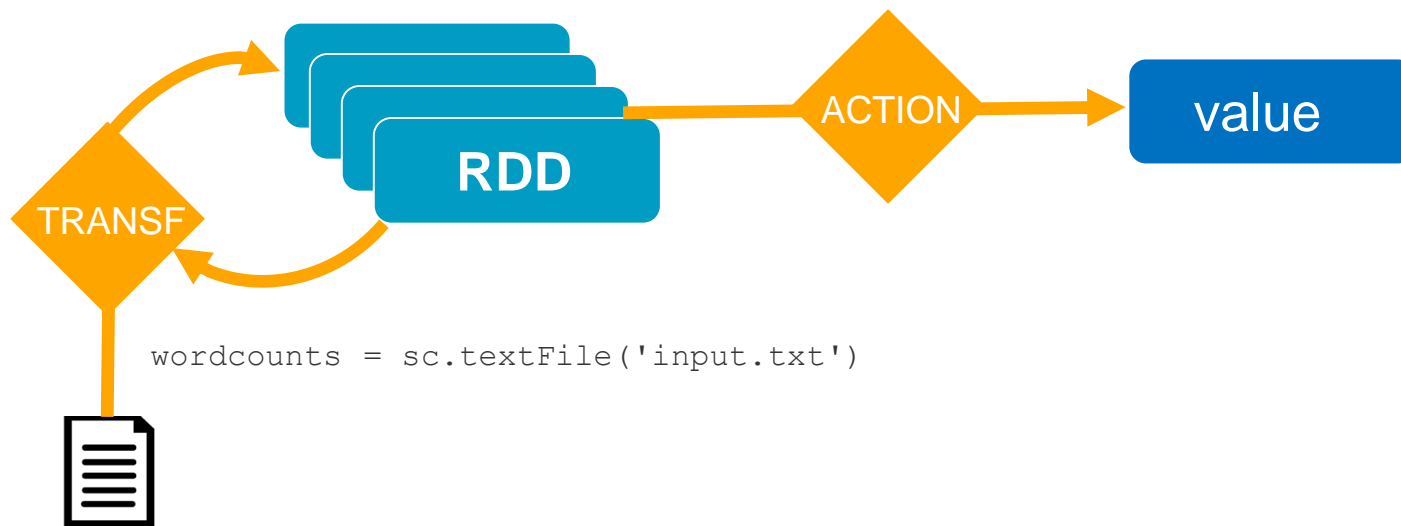 ACTION
value
RDD
TRANSF
wordcounts = sc.textFile('input.txt')